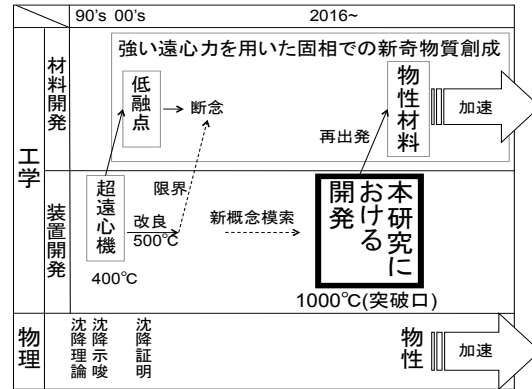 90's 00's 2016~
工学
材料開発
強い遠心力を用いた固相での新奇物質創成
低融点
断念
物性材料
加速
再出発
装置開発
超遠心機
400℃
改良
500℃
限界
新概念模索
本研究に
おける
開発
1000℃(突破口)
物理
沈降理論
沈降示唆
沈降証明
物性
加速